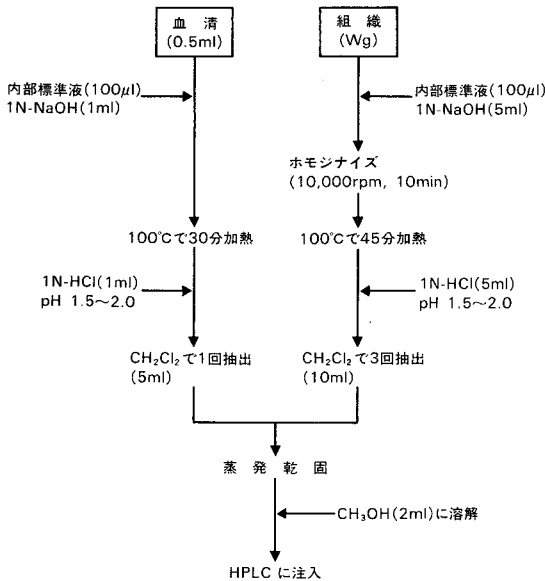 血清
(0.5ml)
組織
(Wg)
内部標準液(100μl)
1N-NaOH(1ml)
内部標準液(100μl)
1N-NaOH(5ml)
ホモジナイズ
(10,000rpm, 10min)
100℃で30分加熱
100℃で45分加熱
1N-HCl(1ml)
pH 1.5〜2.0
1N-HCl(5ml)
pH 1.5〜2.0
CH₂Cl₂で1回抽出
(5ml)
CH₂Cl₂で3回抽出
(10ml)
蒸発乾固
CH₃OH(2ml)に溶解
HPLC に注入